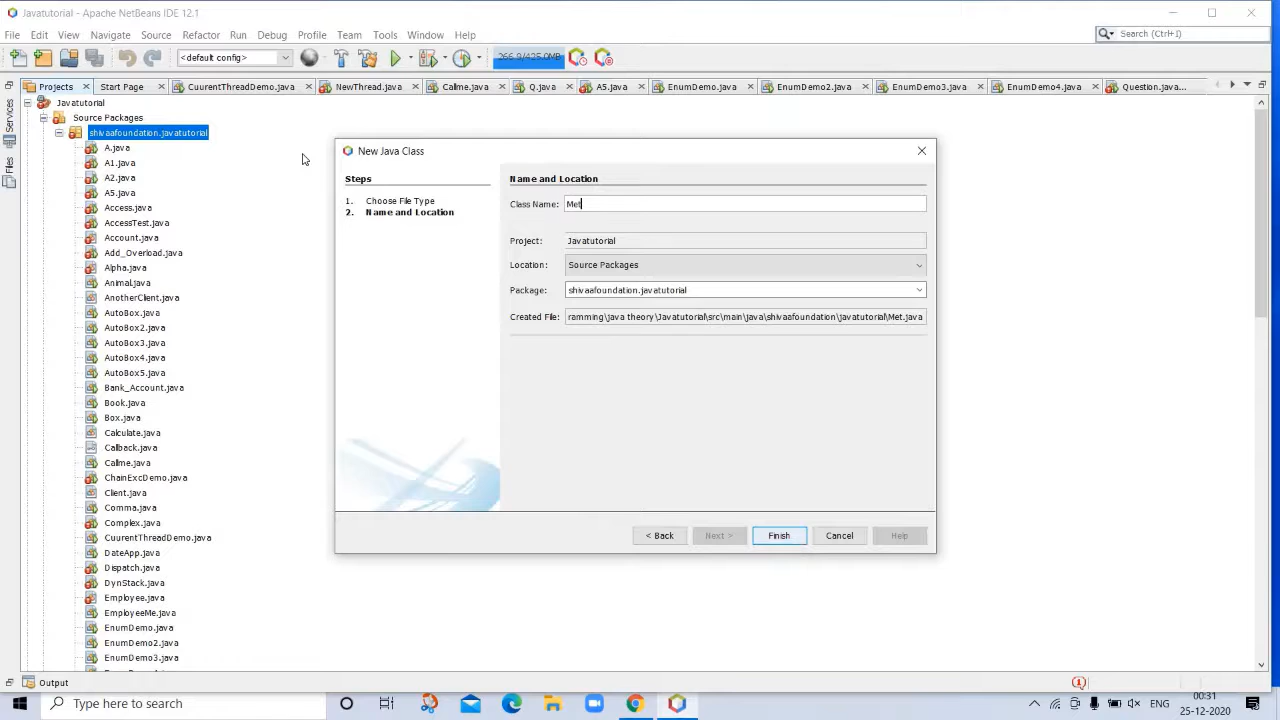 Javatutorial - Apache NetBeans IDE 12.1
File Edit View Navigate Source Refactor Run Debug Profile Team Tools Window Help
Search (Ctrl+I)
<default config>
266.9/425.0MB
Projects
Start Page
CuurentThreadDemo.java
NewThread.java
Callme.java
Q.java
A5.java
EnumDemo.java
EnumDemo2.java
EnumDemo3.java
EnumDemo4.java
Question.java...
Services
Files
Javatutorial
Source Packages
shivaafoundation.javatutorial
A.java
A1.java
A2.java
A5.java
Access.java
AccessTest.java
Account.java
Add_Overload.java
Alpha.java
Animal.java
AnotherClient.java
AutoBox.java
AutoBox2.java
AutoBox3.java
AutoBox4.java
AutoBox5.java
Bank_Account.java
Book.java
Box.java
Calculate.java
Callback.java
Callme.java
ChainExcDemo.java
Client.java
Comma.java
Complex.java
CuurentThreadDemo.java
DateApp.java
Dispatch.java
DynStack.java
Employee.java
EmployeeMe.java
EnumDemo.java
EnumDemo2.java
EnumDemo3.java
New Java Class
Steps
1. Choose File Type
2. Name and Location
Name and Location
Class Name: Met
Project: Javatutorial
Location: Source Packages
Package: shivaafoundation.javatutorial
Created File: ramming\java theory\Javatutorial\src\main\java\shivaafoundation\javatutorial\Met.java
< Back
Next >
Finish
Cancel
Help
Output
Type here to search
ENG
00:31
25-12-2020